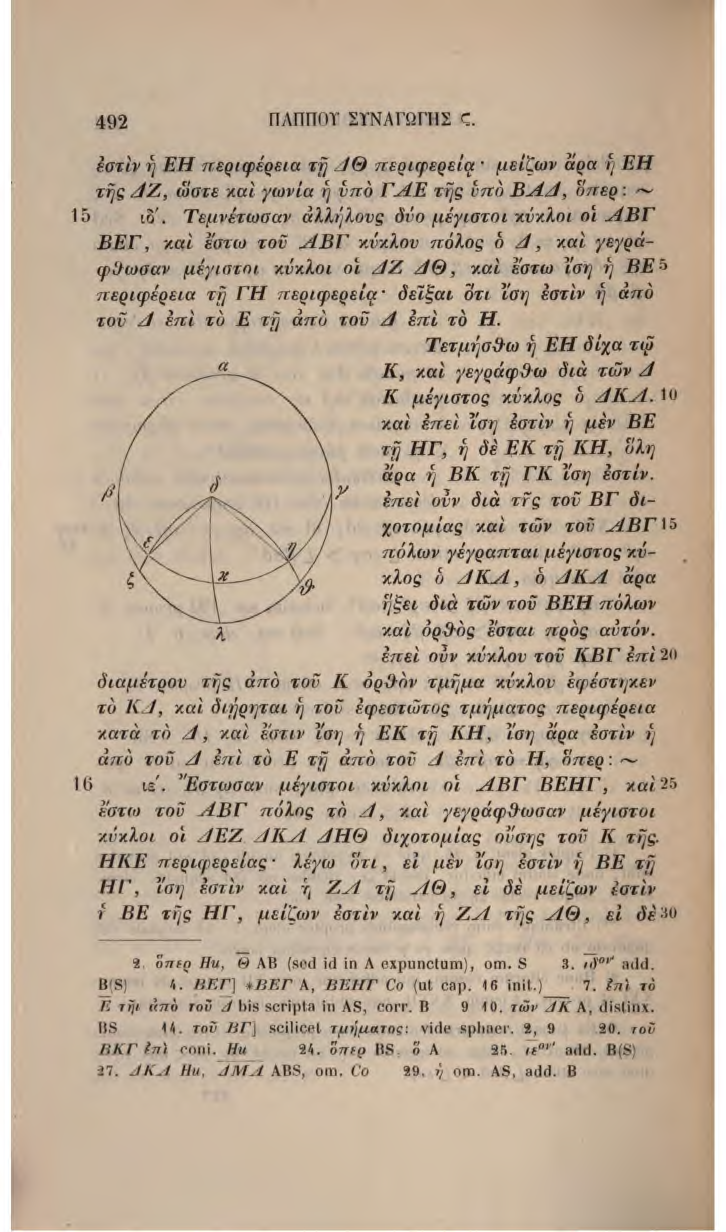 492 ΠΑΠΠΟΥ ΣΥΝΑΓΩΓΗΣ ϛ.
ἐστὶν ἡ ΕΗ περιφέρεια τῇ ΔΘ περιφερείᾳ· μείζων ἄρα ἡ ΕΗ
τῆς ΔΖ, ὥστε καὶ γωνία ἡ ὑπὸ ΓΔΕ τῆς ὑπὸ ΒΑΔ, ὅπερ: ~
15 ιδʹ. Τεμνέτωσαν ἀλλήλους δύο μέγιστοι κύκλοι οἱ ΑΒΓ
ΒΕΓ, καὶ ἔστω τοῦ ΑΒΓ κύκλου πόλος ὁ Δ, καὶ γεγρά-
φθωσαν μέγιστοι κύκλοι οἱ ΔΖ ΔΘ, καὶ ἔστω ἴση ἡ ΒΕ 5
περιφέρεια τῇ ΓΗ περιφερείᾳ· δεῖξαι ὅτι ἴση ἐστὶν ἡ ἀπὸ
τοῦ Δ ἐπὶ τὸ Ε τῇ ἀπὸ τοῦ Δ ἐπὶ τὸ Η.
Τετμήσθω ἡ ΕΗ δίχα τῷ
Κ, καὶ γεγράφθω διὰ τῶν Δ
Κ μέγιστος κύκλος ὁ ΔΚΛ. 10
καὶ ἐπεὶ ἴση ἐστὶν ἡ μὲν ΒΕ
τῇ ΗΓ, ἡ δὲ ΕΚ τῇ ΚΗ, ὅλη
ἄρα ἡ ΒΚ τῇ ΓΚ ἴση ἐστίν.
ἐπεὶ οὖν διὰ τῆς τοῦ ΒΓ δι-
χοτομίας καὶ τῶν τοῦ ΑΒΓ 15
πόλων γέγραπται μέγιστος κύ-
κλος ὁ ΔΚΛ, ὁ ΔΚΛ ἄρα
ἥξει διὰ τῶν τοῦ ΒΕΗ πόλων
καὶ ὀρθὸς ἔσται πρὸς αὐτόν.
ἐπεὶ οὖν κύκλου τοῦ ΚΒΓ ἐπὶ 20
α
β
γ
δ
ε
η
ξ
κ
θ
λ
διαμέτρου τῆς ἀπὸ τοῦ Κ ὀρθὸν τμῆμα κύκλου ἐφέστηκεν
τὸ ΚΔ, καὶ διῄρηται ἡ τοῦ ἐφεστῶτος τμήματος περιφέρεια
κατὰ τὸ Δ, καὶ ἔστιν ἴση ἡ ΕΚ τῇ ΚΗ, ἴση ἄρα ἐστὶν ἡ
ἀπὸ τοῦ Δ ἐπὶ τὸ Ε τῇ ἀπὸ τοῦ Δ ἐπὶ τὸ Η, ὅπερ: ~
16 ιεʹ. Ἔστωσαν μέγιστοι κύκλοι οἱ ΑΒΓ ΒΕΗΓ, καὶ 25
ἔστω τοῦ ΑΒΓ πόλος τὸ Δ, καὶ γεγράφθωσαν μέγιστοι
κύκλοι οἱ ΔΕΖ ΔΚΛ ΔΗΘ διχοτομίας οὔσης τοῦ Κ τῆς
ΗΚΕ περιφερείας· λέγω ὅτι, εἰ μὲν ἴση ἐστὶν ἡ ΒΕ τῇ
ΗΓ, ἴση ἐστὶν καὶ ἡ ΖΛ τῇ ΛΘ, εἰ δὲ μείζων ἐστὶν
ἡ ΒΕ τῆς ΗΓ, μείζων ἐστὶν καὶ ἡ ΖΛ τῆς ΛΘ, εἰ δὲ 30
2. ὅπερ Hu, Θ̅ AB (sed id in A expunctum), om. S 3. ιδ̅ον' add.
B(S) 4. ΒΕΓ] *ΒΕΓ A, ΒΕΗΓ Co (ut cap. 16 init.) 7. ἐπὶ τὸ
Ε̅ τῆι ἀπὸ τοῦ Δ̅ bis scripta in AS, corr. B 9 10. τῶν Δ̅Κ̅ A, distinx.
BS 14. τοῦ ΒΓ] scilicet τμήματος: vide sphaer. 2, 9 20. τοῦ
ΒΚΓ ἐπὶ coni. Hu 24. ὅπερ BS, ὃ A 25. ιε̅ον' add. B(S)
27. ΔΚΛ Hu, Δ̅Μ̅Λ̅ ABS, om. Co 29. ἡ om. AS, add. B